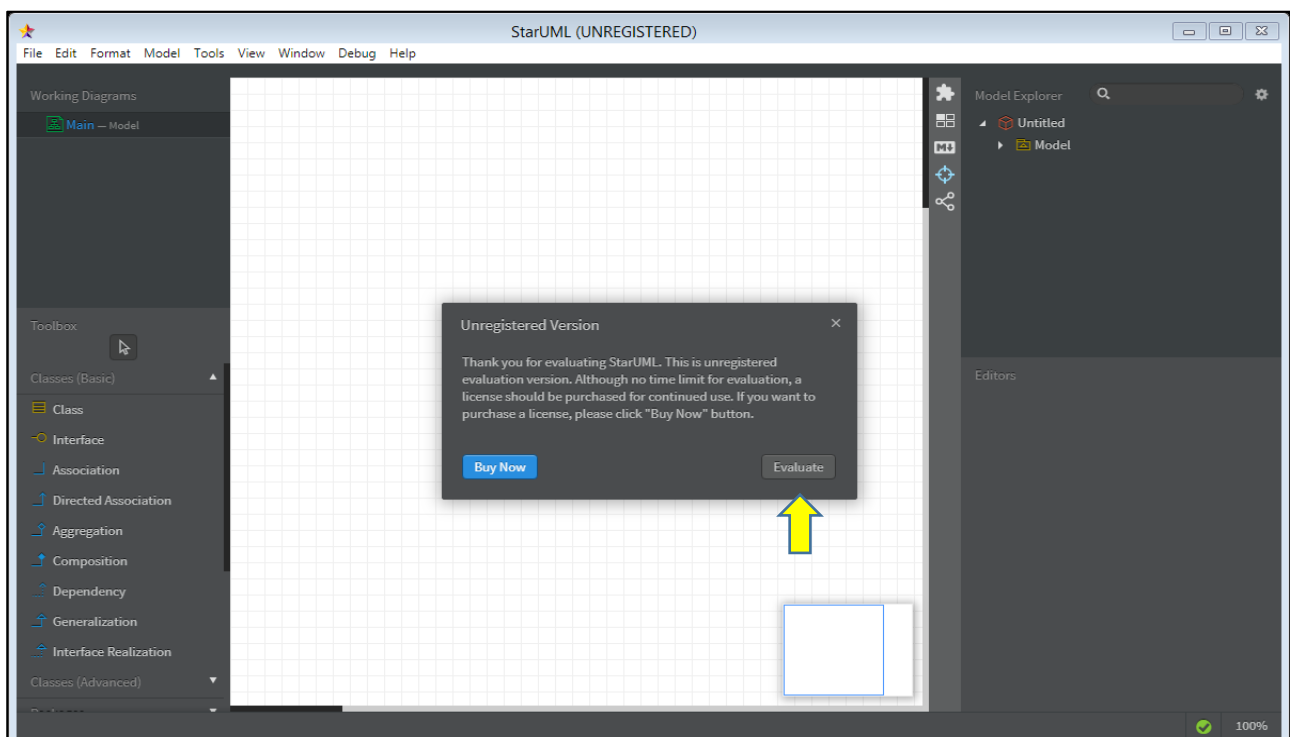 StarUML (UNREGISTERED)
File Edit Format Model Tools View Window Debug Help
Working Diagrams
Main — Model
Toolbox
Classes (Basic)
Class
Interface
Association
Directed Association
Aggregation
Composition
Dependency
Generalization
Interface Realization
Classes (Advanced)
Unregistered Version
Thank you for evaluating StarUML. This is unregistered
evaluation version. Although no time limit for evaluation, a
license should be purchased for continued use. If you want to
purchase a license, please click "Buy Now" button.
Buy Now
Evaluate
M
Model Explorer
Untitled
Model
Editors
100%